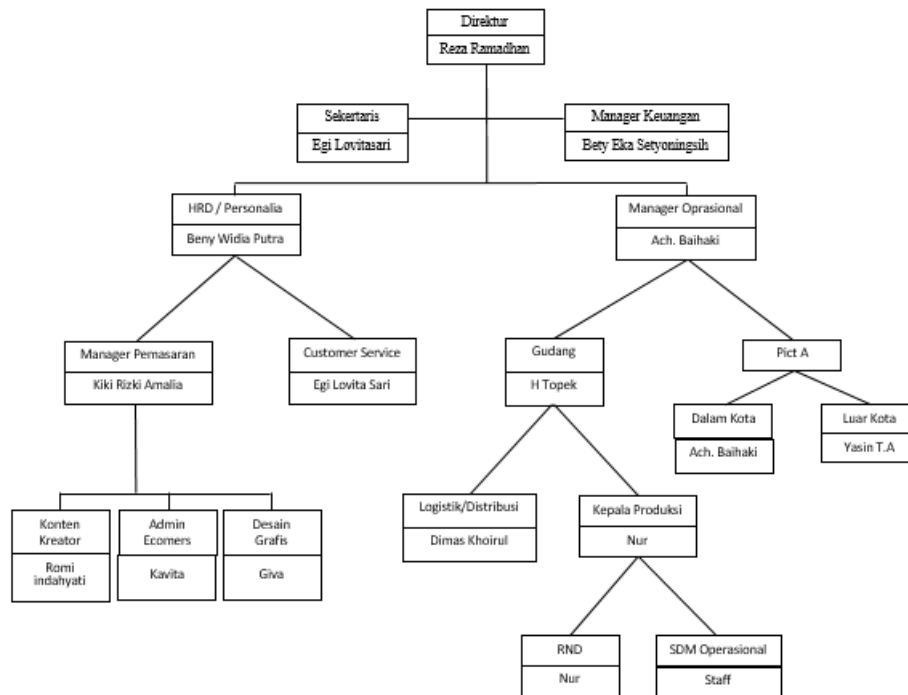 Direktur
Reza Ramadhan
Sekertaris
Egi Lovitasari
Manager Keuangan
Bety Eka Setyoningsih
HRD / Personalia
Beny Widia Putra
Manager Oprasional
Ach. Baihaki
Manager Pemasaran
Kiki Rizki Amalia
Customer Service
Egi Lovita Sari
Gudang
H Topek
Pict A
Dalam Kota
Ach. Baihaki
Luar Kota
Yasin T.A
Konten
Kreator
Romi
indahyati
Admin
Ecomers
Kavita
Desain
Grafis
Giva
Logistik/Distribusi
Dimas Khoirul
Kepala Produksi
Nur
RND
Nur
SDM Operasional
Staff